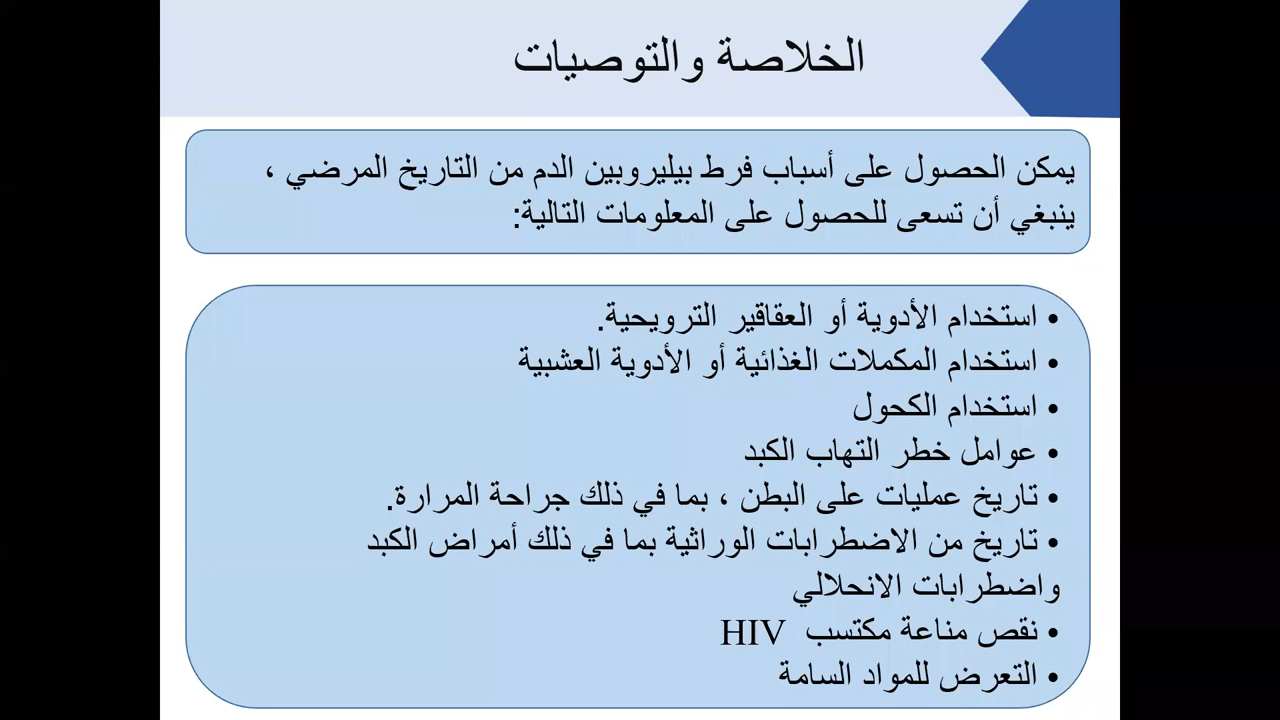 الخلاصة والتوصيات
يمكن الحصول على أسباب فرط بيليروبين الدم من التاريخ المرضي ،
ينبغي أن تسعى للحصول على المعلومات التالية:
• استخدام الأدوية أو العقاقير الترويحية.
• استخدام المكملات الغذائية أو الأدوية العشبية
• استخدام الكحول
• عوامل خطر التهاب الكبد
• تاريخ عمليات على البطن ، بما في ذلك جراحة المرارة.
• تاريخ من الاضطرابات الوراثية بما في ذلك أمراض الكبد
واضطرابات الانحلالي
• نقص مناعة مكتسب HIV
• التعرض للمواد السامة